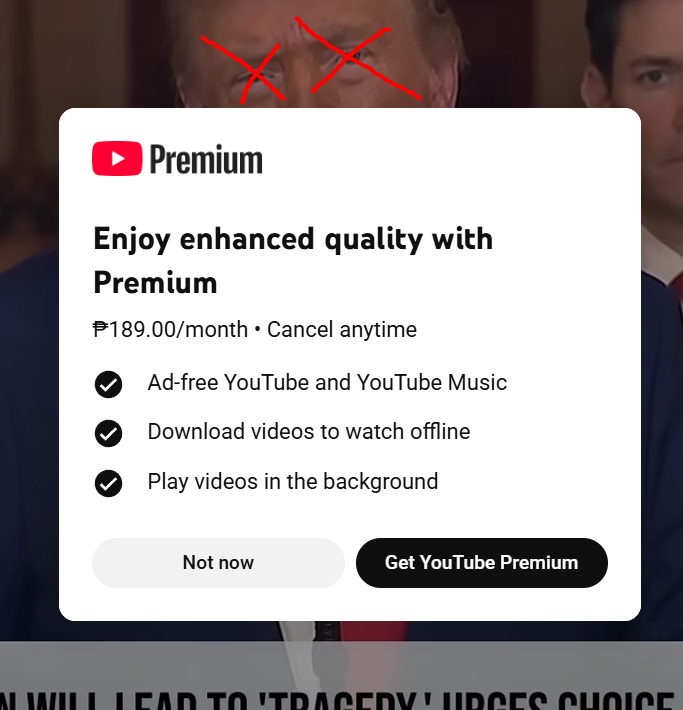 Premium
Enjoy enhanced quality with
Premium
₱189.00/month • Cancel anytime
Ad-free YouTube and YouTube Music
Download videos to watch offline
Play videos in the background
Not now
Get YouTube Premium
N WILL LEAD TO 'TRAGEDY,' URGES CHOICE